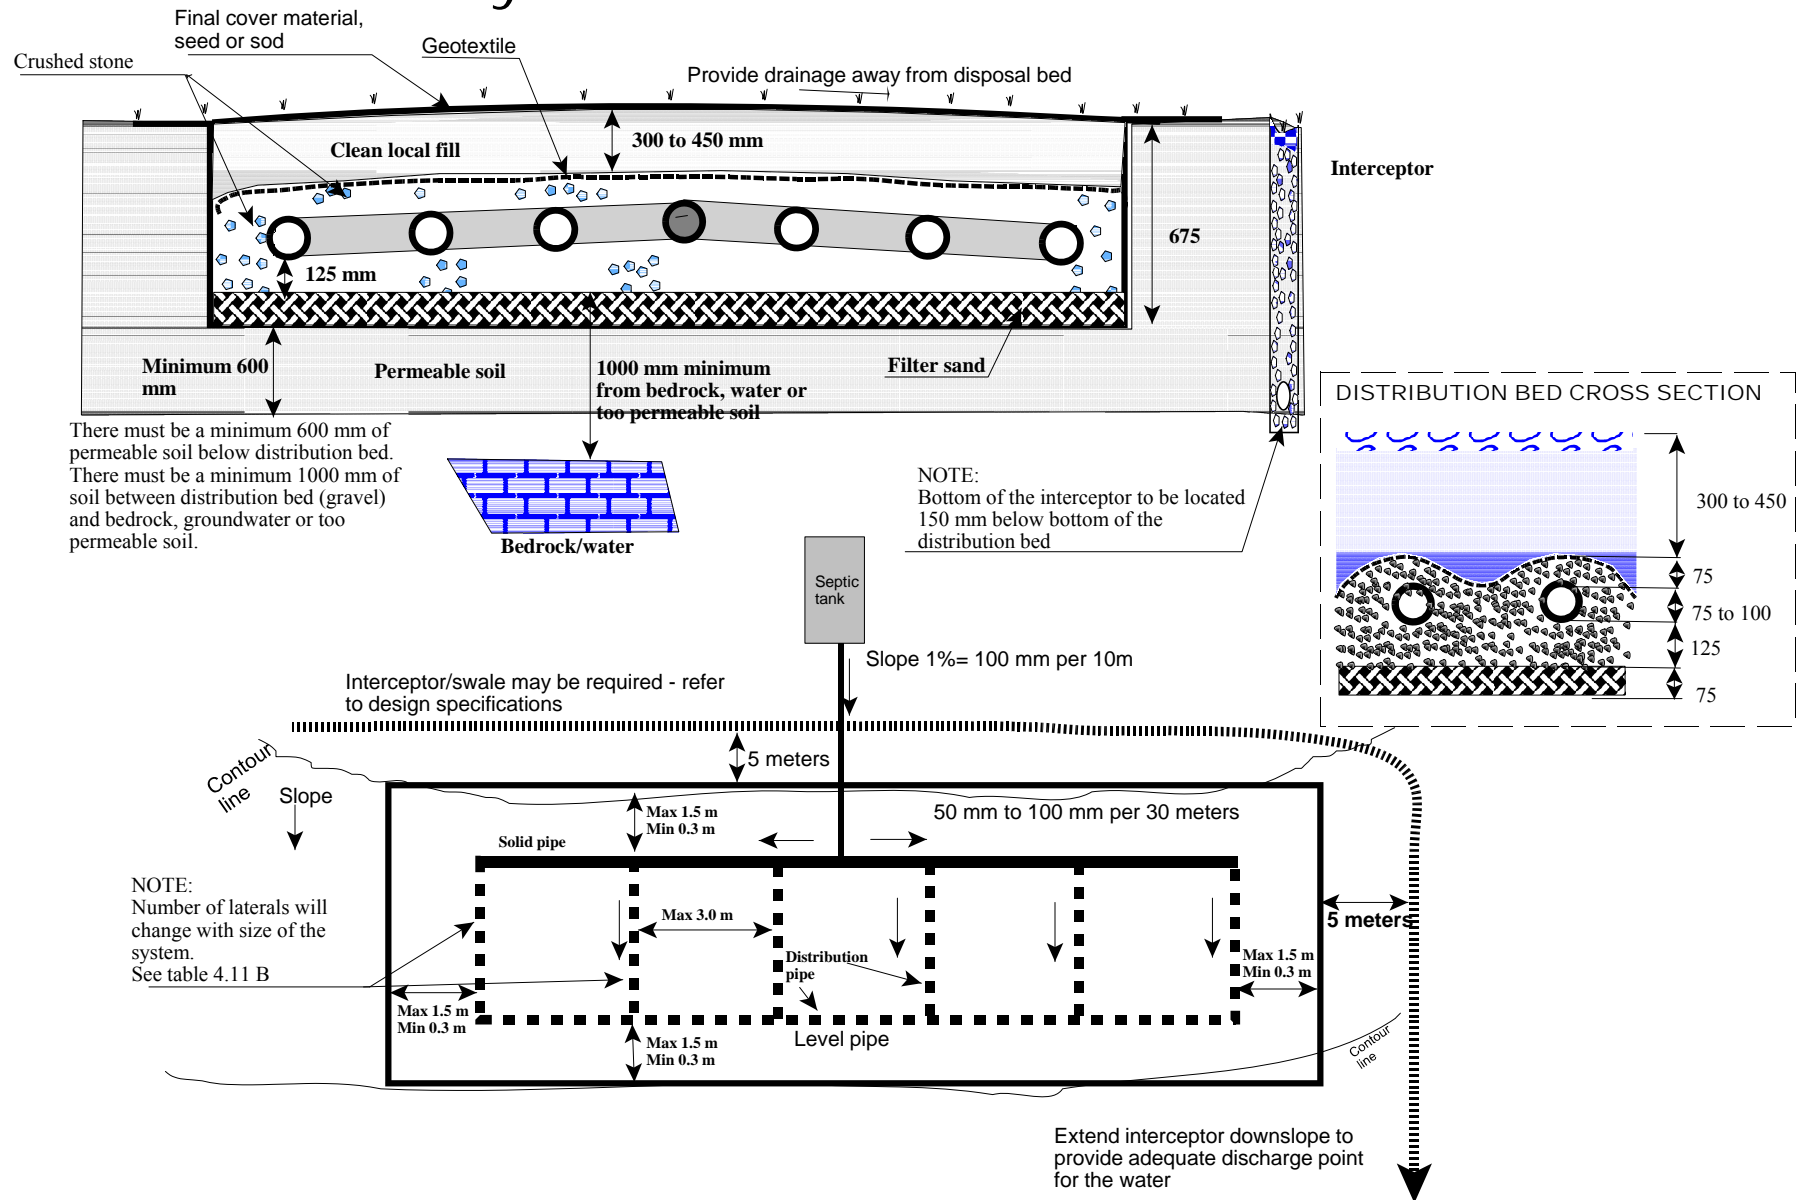 Final cover material,
seed or sod
Geotextile
Crushed stone
Provide drainage away from disposal bed
Clean local fill
300 to 450 mm
Interceptor
675
125 mm
Minimum 600
mm
Permeable soil
1000 mm minimum
from bedrock, water or
too permeable soil
Filter sand
There must be a minimum 600 mm of
permeable soil below distribution bed.
There must be a minimum 1000 mm of
soil between distribution bed (gravel)
and bedrock, groundwater or too
permeable soil.
Bedrock/water
NOTE:
Bottom of the interceptor to be located
150 mm below bottom of the
distribution bed
DISTRIBUTION BED CROSS SECTION
300 to 450
75
75 to 100
125
75
Septic
tank
Slope 1%= 100 mm per 10m
Interceptor/swale may be required - refer
to design specifications
5 meters
Contour
line
Slope
Max 1.5 m
Min 0.3 m
50 mm to 100 mm per 30 meters
Solid pipe
NOTE:
Number of laterals will
change with size of the
system.
See table 4.11 B
Max 3.0 m
5 meters
Distribution
pipe
Max 1.5 m
Min 0.3 m
Max 1.5 m
Min 0.3 m
Max 1.5 m
Min 0.3 m
Level pipe
Contour
line
Extend interceptor downslope to
provide adequate discharge point
for the water